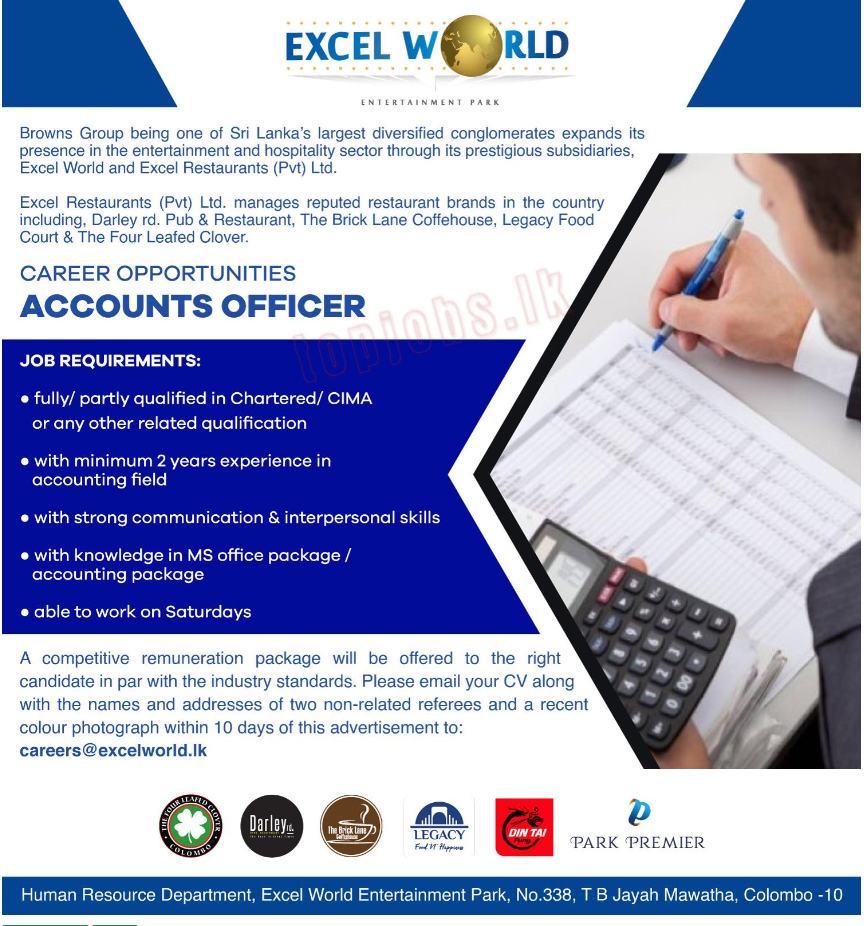 EXCEL WORLD
ENTERTAINMENT PARK
Browns Group being one of Sri Lanka's largest diversified conglomerates expands its
presence in the entertainment and hospitality sector through its prestigious subsidiaries,
Excel World and Excel Restaurants (Pvt) Ltd.
Excel Restaurants (Pvt) Ltd. manages reputed restaurant brands in the country
including, Darley rd. Pub & Restaurant, The Brick Lane Coffehouse, Legacy Food
Court & The Four Leafed Clover.
CAREER OPPORTUNITIES
ACCOUNTS OFFICER
topjobs.lk
JOB REQUIREMENTS:
● fully/ partly qualified in Chartered/ CIMA
or any other related qualification
● with minimum 2 years experience in
accounting field
● with strong communication & interpersonal skills
● with knowledge in MS office package /
accounting package
● able to work on Saturdays
A competitive remuneration package will be offered to the right
candidate in par with the industry standards. Please email your CV along
with the names and addresses of two non-related referees and a recent
colour photograph within 10 days of this advertisement to:
careers@excelworld.lk
THE FOUR LEAFED CLOVER
COLOMBO
Darley rd.
The Brick Lane
Coffeehouse
LEGACY
Food N' Happiness
DIN TAI
Fung
PARK PREMIER
Human Resource Department, Excel World Entertainment Park, No.338, T B Jayah Mawatha, Colombo -10